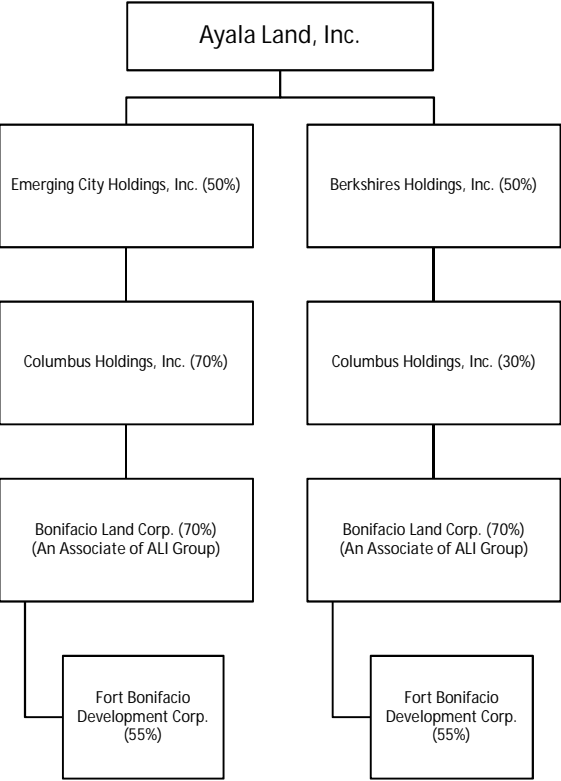 Ayala Land, Inc.
Emerging City Holdings, Inc. (50%)
Berkshires Holdings, Inc. (50%)
Columbus Holdings, Inc. (70%)
Columbus Holdings, Inc. (30%)
Bonifacio Land Corp. (70%)
(An Associate of ALI Group)
Bonifacio Land Corp. (70%)
(An Associate of ALI Group)
Fort Bonifacio
Development Corp.
(55%)
Fort Bonifacio
Development Corp.
(55%)